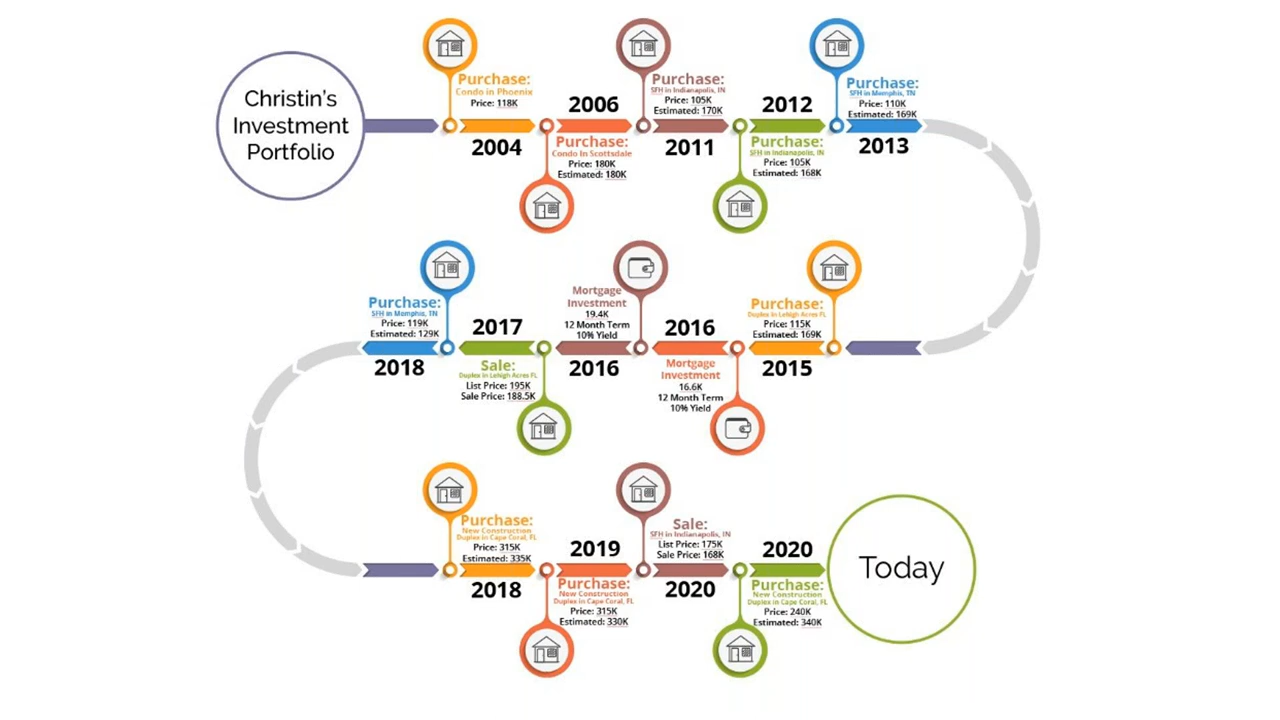 Christin's
Investment
Portfolio
Purchase:
Condo in Phoenix
Price: 118K
2004
2006
Purchase:
Condo In Scottsdale
Price: 180K
Estimated: 180K
Purchase:
SFH in Indianapolis, IN
Price: 105K
Estimated: 170K
2011
2012
Purchase:
SFH in Indianapolis, IN
Price: 105K
Estimated: 168K
Purchase:
SFH in Memphis, TN
Price: 110K
Estimated: 169K
2013
Purchase:
Duplex in Lehigh Acres FL
Price: 115K
Estimated: 169K
2015
2016
Mortgage
Investment
16.6K
12 Month Term
10% Yield
Mortgage
Investment
19.4K
12 Month Term
10% Yield
2016
2017
Sale:
Duplex in Lehigh Acres FL
List Price: 195K
Sale Price: 188.5K
Purchase:
SFH in Memphis, TN
Price: 119K
Estimated: 129K
2018
Purchase:
New Construction
Duplex in Cape Coral, FL
Price: 315K
Estimated: 335K
2018
2019
Purchase:
New Construction
Duplex in Cape Coral, FL
Price: 315K
Estimated: 330K
Sale:
SFH in Indianapolis, IN
List Price: 175K
Sale Price: 168K
2020
2020
Purchase:
New Construction
Duplex in Cape Coral, FL
Price: 240K
Estimated: 340K
Today